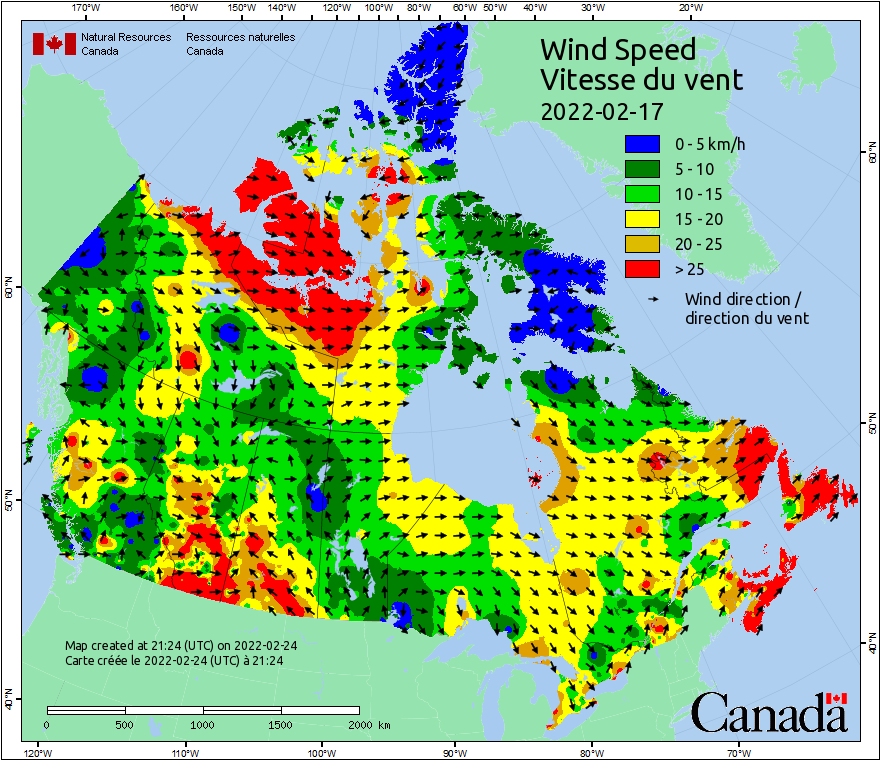 170°W 160°W 150°W 140°W 120°W 100°W 80°W 60°W 50°W 40°W 30°W 20°W
Natural Resources Ressources naturelles
Canada Canada
Wind Speed
Vitesse du vent
2022-02-17
0 - 5 km/h
5 - 10
10 - 15
15 - 20
20 - 25
> 25
Wind direction /
direction du vent
60°N
50°N
40°N
60°N
50°N
40°N
Map created at 21:24 (UTC) on 2022-02-24
Carte créée le 2022-02-24 (UTC) à 21:24
0 500 1000 1500 2000 km
Canada
120°W 110°W 100°W 90°W 80°W 70°W